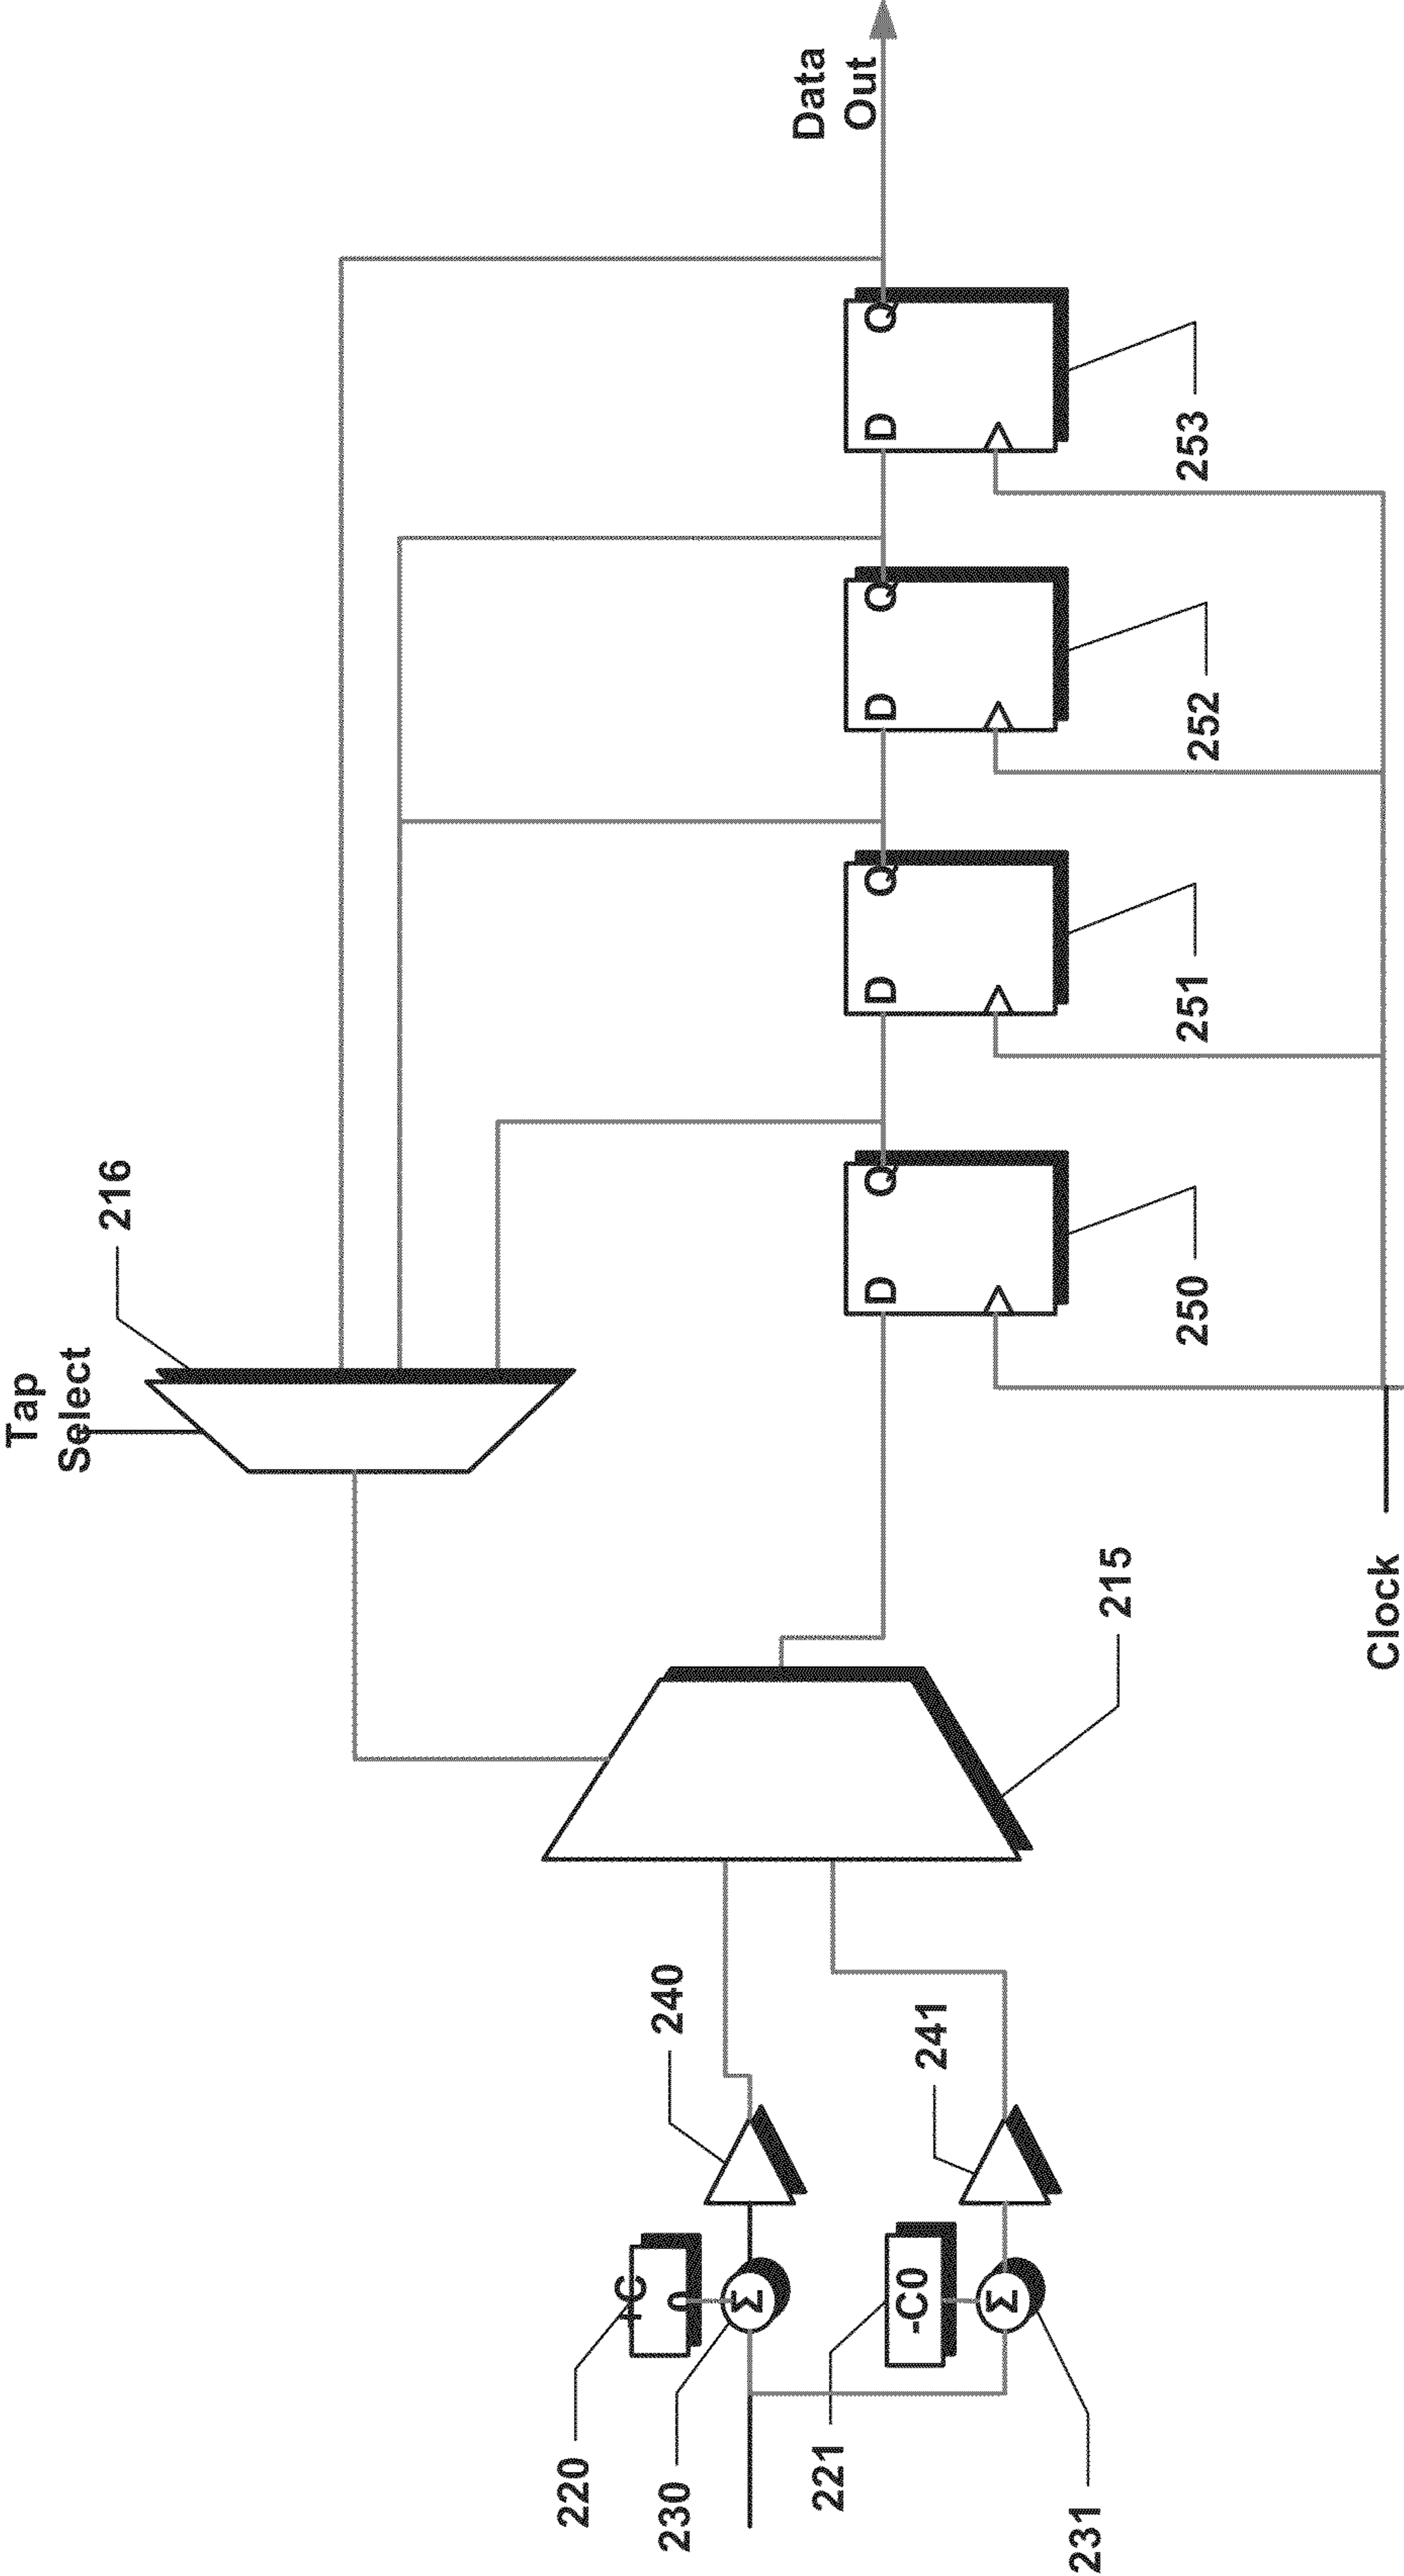 Tap
Select
216
220
+C
230
240
Σ
Data
Out
221
D Q D Q D Q D Q
-C0
241
Σ
231
215
250
251
252
253
Clock